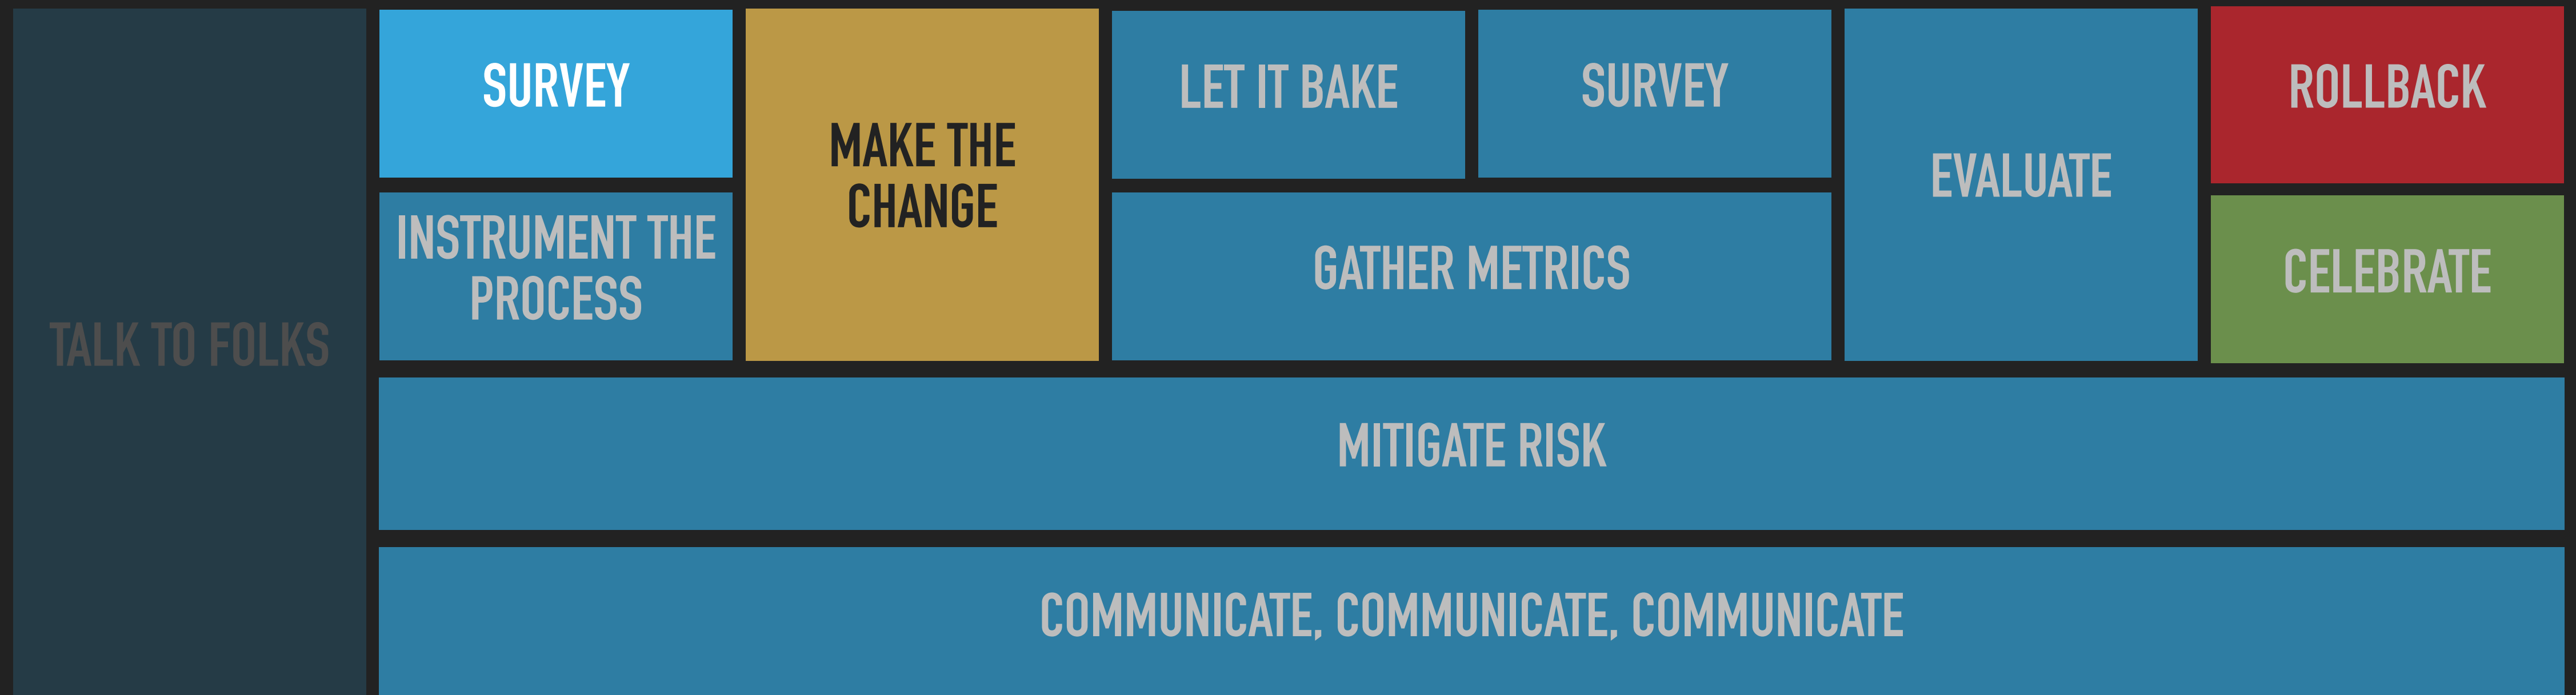 TALK TO FOLKS
SURVEY
INSTRUMENT THE
PROCESS
MAKE THE
CHANGE
LET IT BAKE
SURVEY
GATHER METRICS
EVALUATE
ROLLBACK
CELEBRATE
MITIGATE RISK
COMMUNICATE, COMMUNICATE, COMMUNICATE